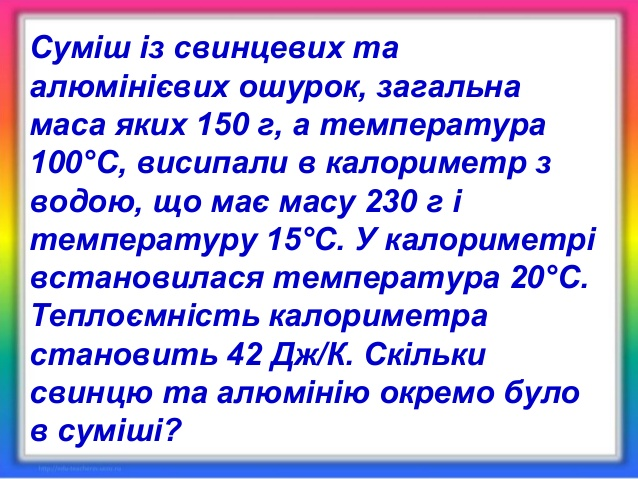 Суміш із свинцевих та
алюмінієвих ошурок, загальна
маса яких 150 г, а температура
100°С, висипали в калориметр з
водою, що має масу 230 г і
температуру 15°С. У калориметрі
встановилася температура 20°С.
Теплоємність калориметра
становить 42 Дж/К. Скільки
свинцю та алюмінію окремо було
в суміші?